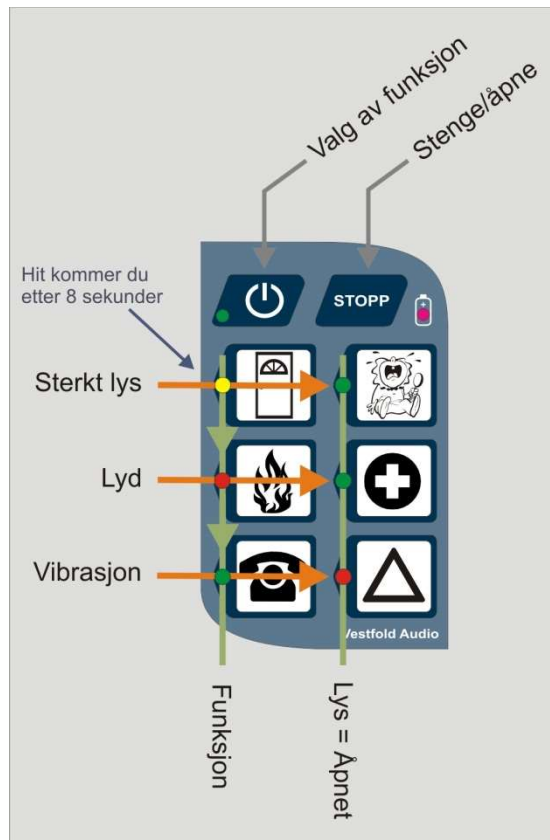 Valg av funksjon
Stenge/åpne
Hit kommer du
etter 8 sekunder
STOPP
Sterkt lys
Lyd
Vibrasjon
Vestfold Audio
Funksjon
Lys = Åpnet